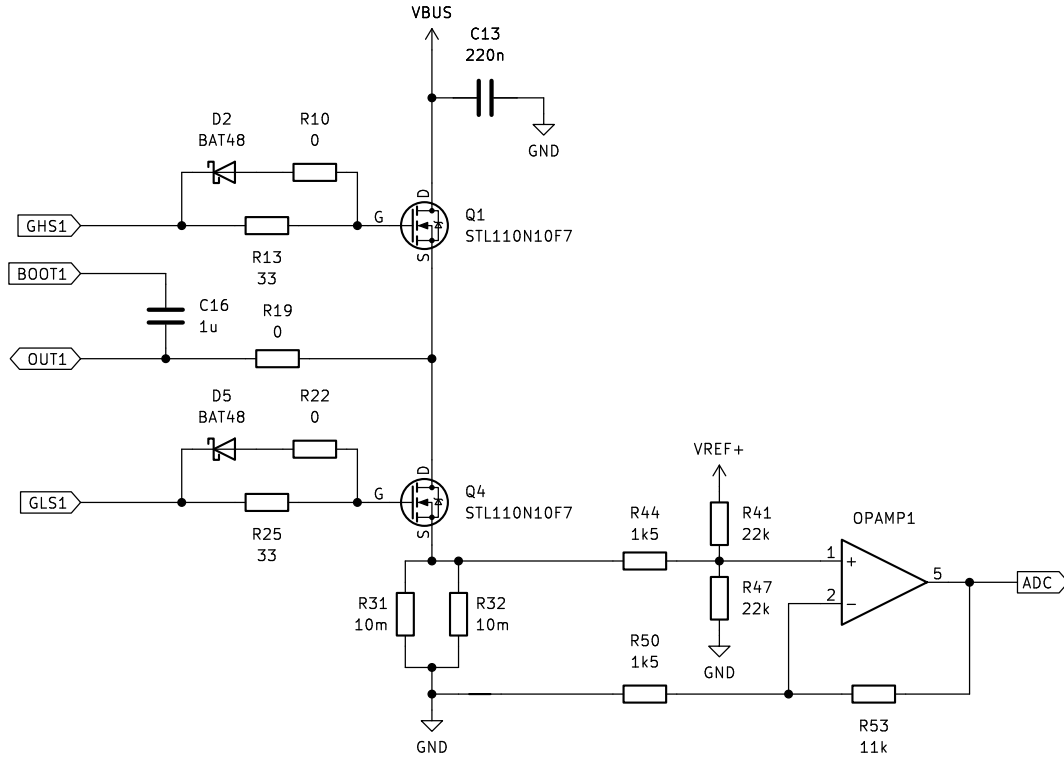 VBUS
C13
220n
GND
D2
BAT48
R10
0
GHS1
R13
33
G
D
S
Q1
STL110N10F7
BOOT1
C16
1u
R19
0
OUT1
D5
BAT48
R22
0
GLS1
R25
33
G
D
S
Q4
STL110N10F7
VREF+
R44
1k5
R41
22k
OPAMP1
1
+
5
ADC
2
−
R31
10m
R32
10m
R47
22k
GND
R50
1k5
R53
11k
GND